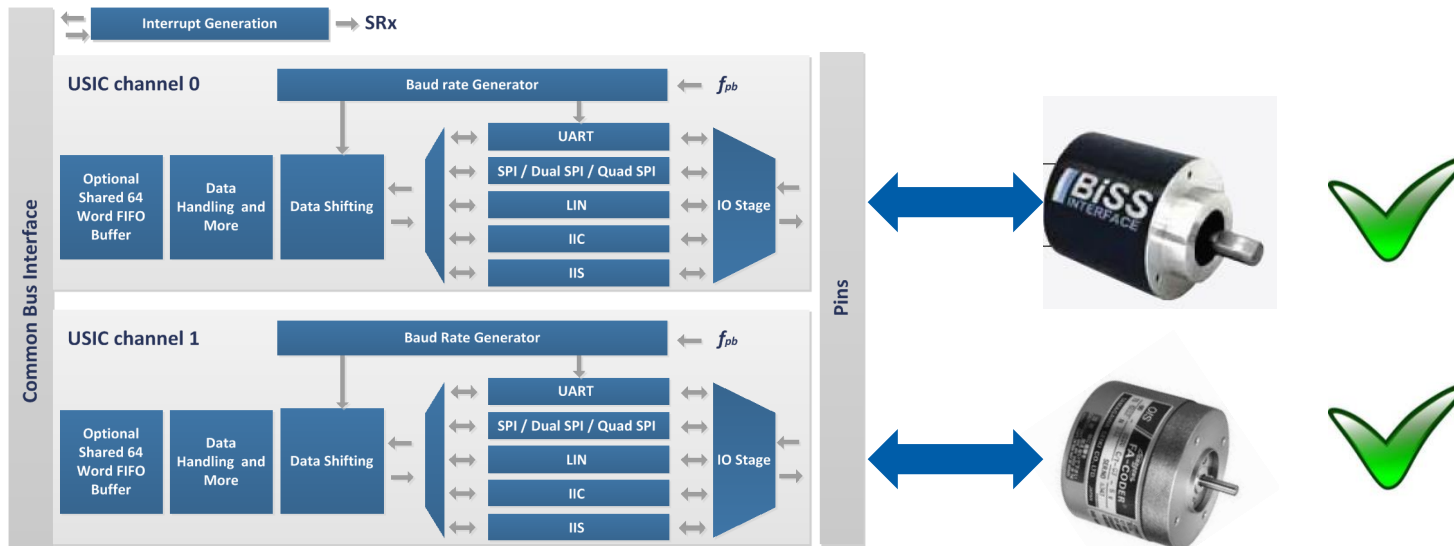 Interrupt Generation
SRx
Common Bus Interface
USIC channel 0
Baud rate Generator
fpb
UART
SPI / Dual SPI / Quad SPI
LIN
IIC
IIS
Optional
Shared 64
Word FIFO
Buffer
Data
Handling and
More
Data Shifting
IO Stage
USIC channel 1
Baud Rate Generator
fpb
UART
SPI / Dual SPI / Quad SPI
LIN
IIC
IIS
Optional
Shared 64
Word FIFO
Buffer
Data
Handling and
More
Data Shifting
IO Stage
Pins
BiSS
INTERFACE
FA-CODER